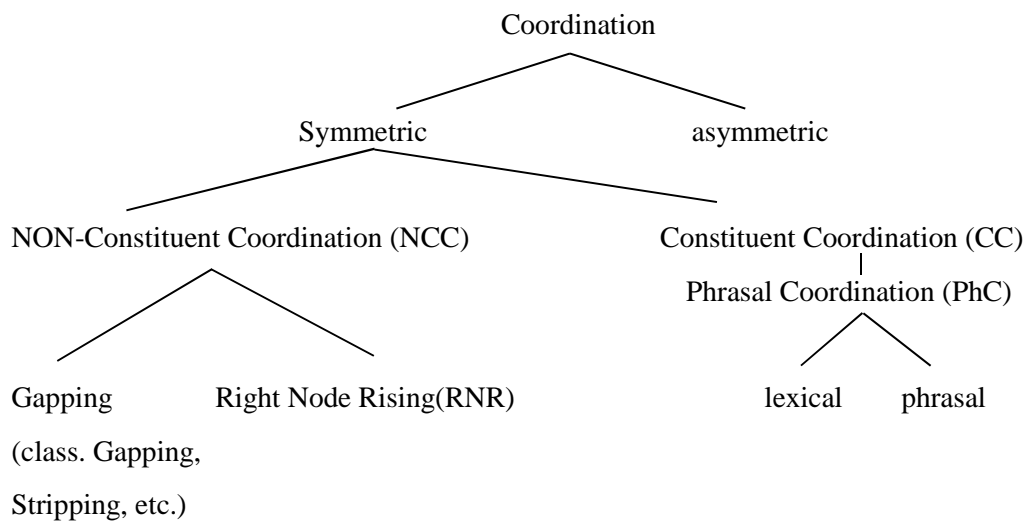 Coordination
Symmetric asymmetric
NON-Constituent Coordination (NCC) Constituent Coordination (CC)
Phrasal Coordination (PhC)
Gapping Right Node Rising(RNR) lexical phrasal
(class. Gapping,
Stripping, etc.)